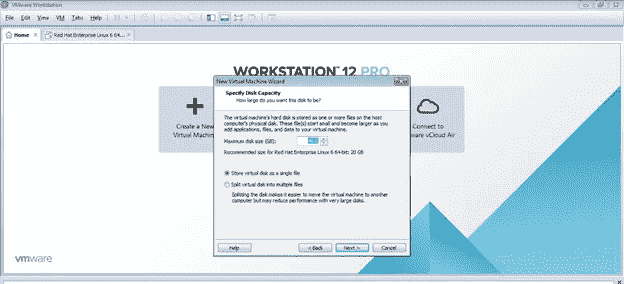 VMware Workstation
File Edit View VM Tabs Help
Home Red Hat Enterprise Linux 6 64-...
WORKSTATION™ 12 PRO
New Virtual Machine Wizard
Specify Disk Capacity
How large do you want this disk to be?
The virtual machine's hard disk is stored as one or more files on the host
computer's physical disk. These file(s) start small and become larger as you
add applications, files, and data to your virtual machine.
Maximum disk size (GB):
Recommended size for Red Hat Enterprise Linux 6 64-bit: 20 GB
Store virtual disk as a single file
Split virtual disk into multiple files
Splitting the disk makes it easier to move the virtual machine to another
computer but may reduce performance with very large disks.
Help < Back Next > Cancel
Create a New
Virtual Machin
Connect to
ware vCloud Air
vmware